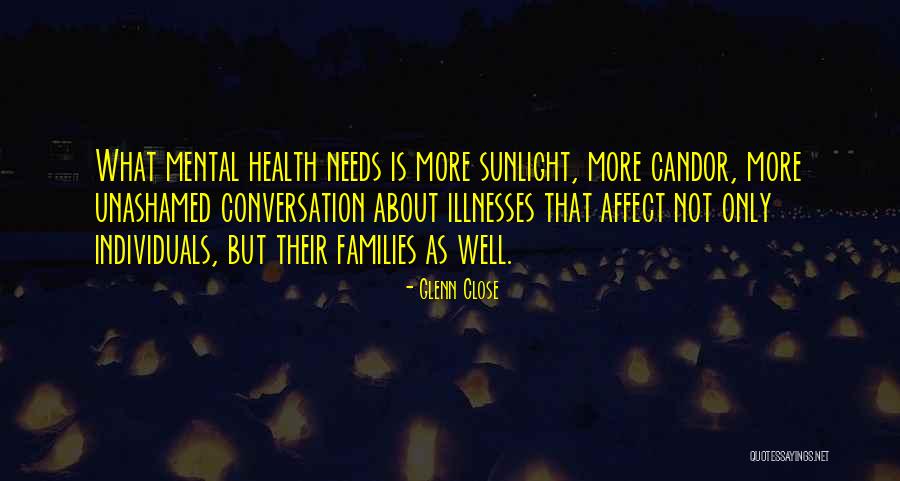 What mental health needs is more sunlight, more candor, more
unashamed conversation about illnesses that affect not only
individuals, but their families as well.
- Glenn Close
QUOTESSAYINGS.NET